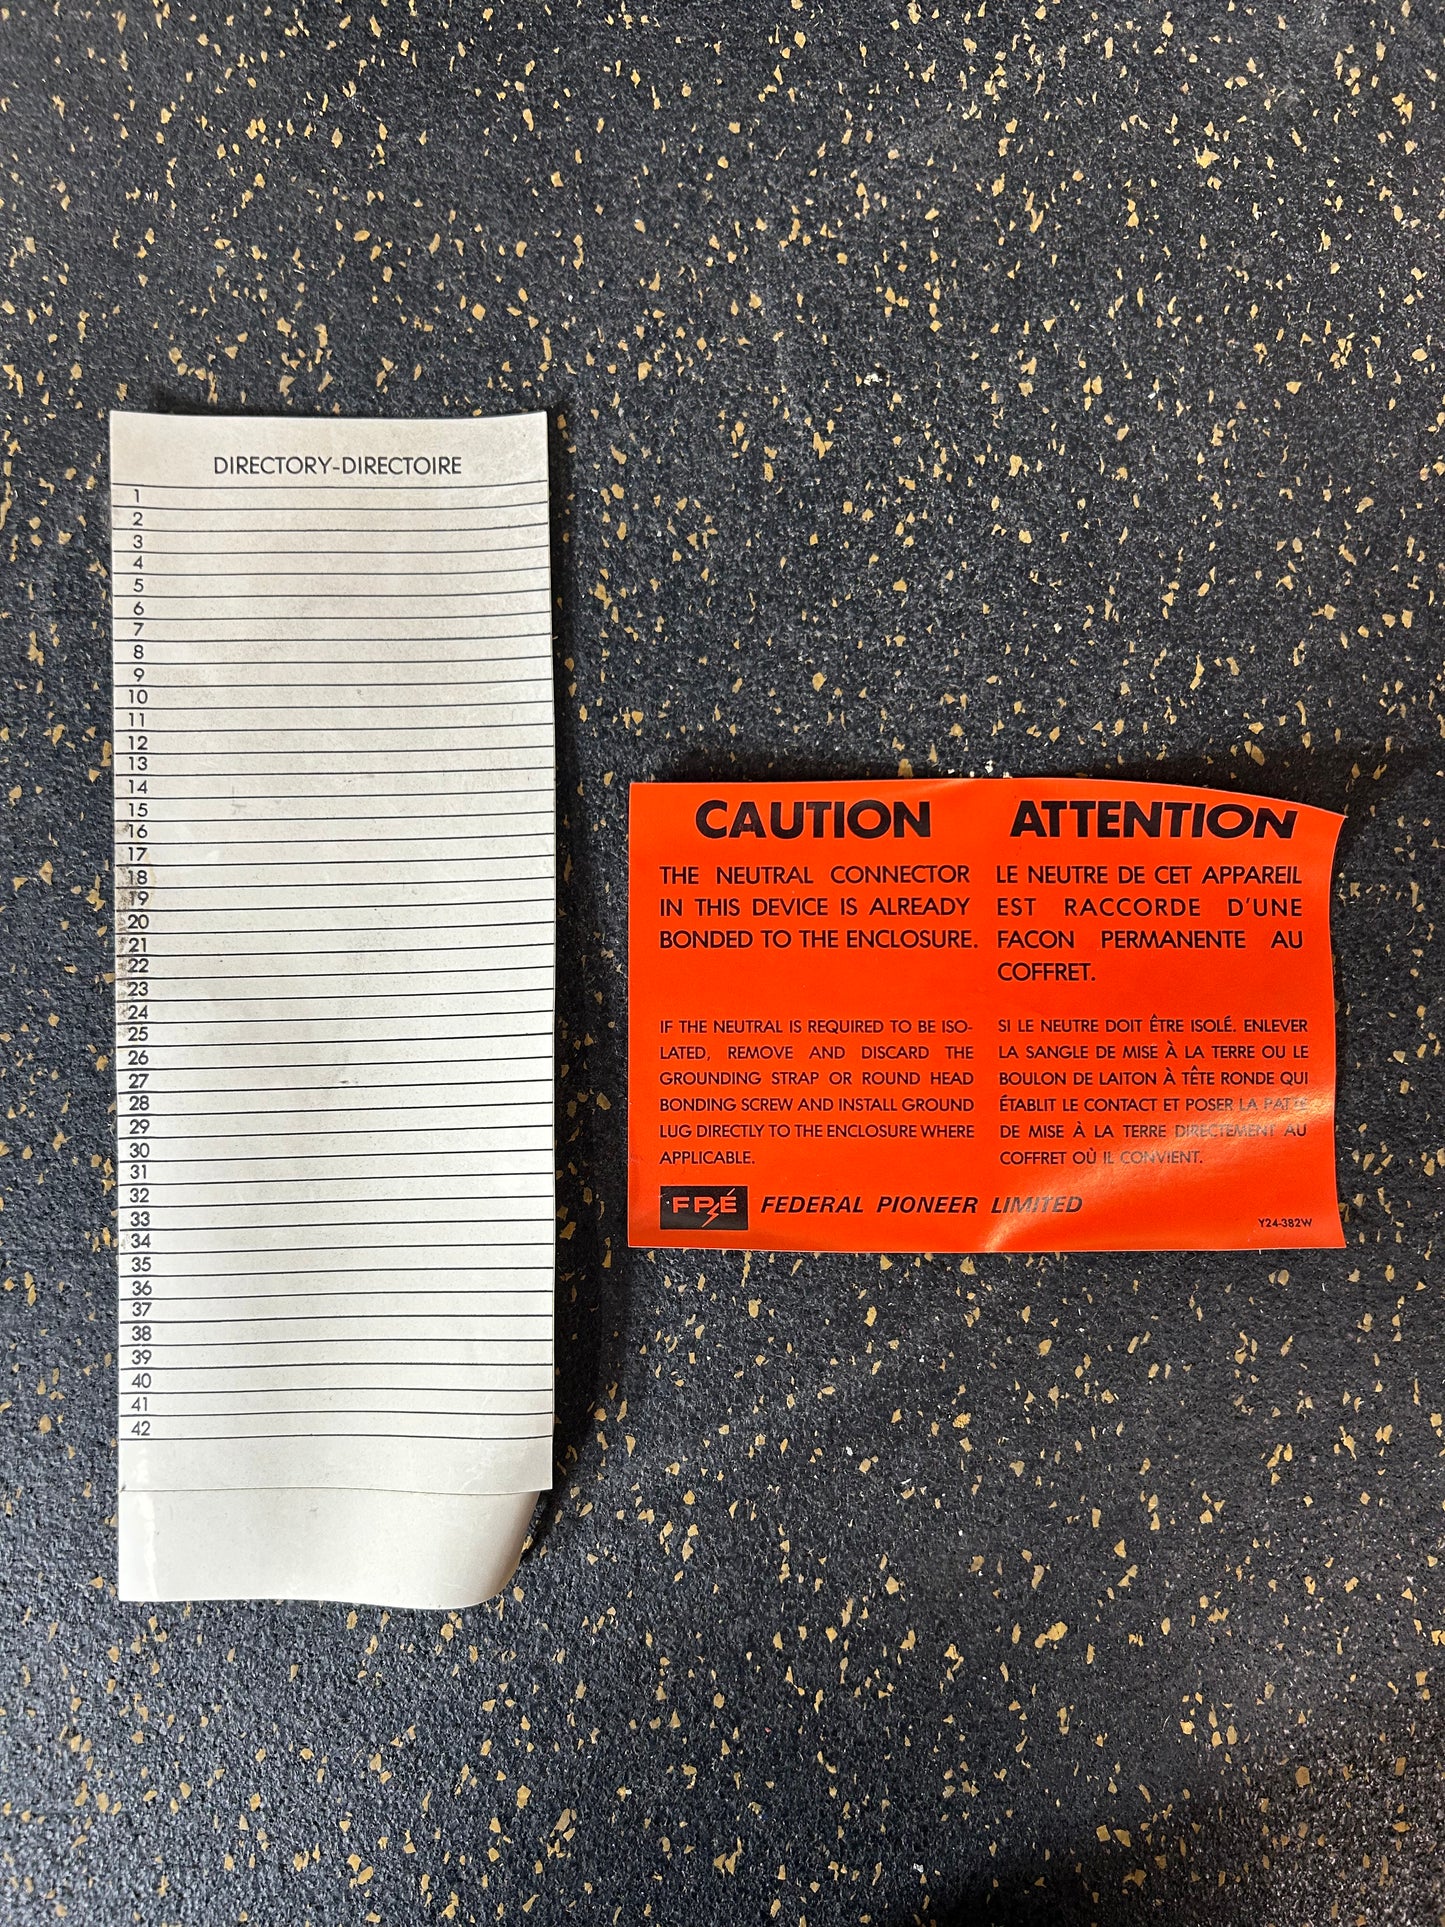 DIRECTORY-DIRECTOIRE
1
2
3
4
5
6
7
8
9
10
11
12
13
14
15
16
17
18
19
20
21
22
23
24
25
26
27
28
29
30
31
32
33
34
35
36
37
38
39
40
41
42
CAUTION
THE NEUTRAL CONNECTOR
IN THIS DEVICE IS ALREADY
BONDED TO THE ENCLOSURE.
IF THE NEUTRAL IS REQUIRED TO BE ISO-
LATED, REMOVE AND DISCARD THE
GROUNDING STRAP OR ROUND HEAD
BONDING SCREW AND INSTALL GROUND
LUG DIRECTLY TO THE ENCLOSURE WHERE
APPLICABLE.
ATTENTION
LE NEUTRE DE CET APPAREIL
EST RACCORDE D'UNE
FACON PERMANENTE AU
COFFRET.
SI LE NEUTRE DOIT ÊTRE ISOLÉ. ENLEVER
LA SANGLE DE MISE À LA TERRE OU LE
BOULON DE LAITON À TÊTE RONDE QUI
ÉTABLIT LE CONTACT ET POSER LA PATTE
DE MISE À LA TERRE DIRECTEMENT AU
COFFRET OÙ IL CONVIENT.
FPÉ FEDERAL PIONEER LIMITED
Y24-382W